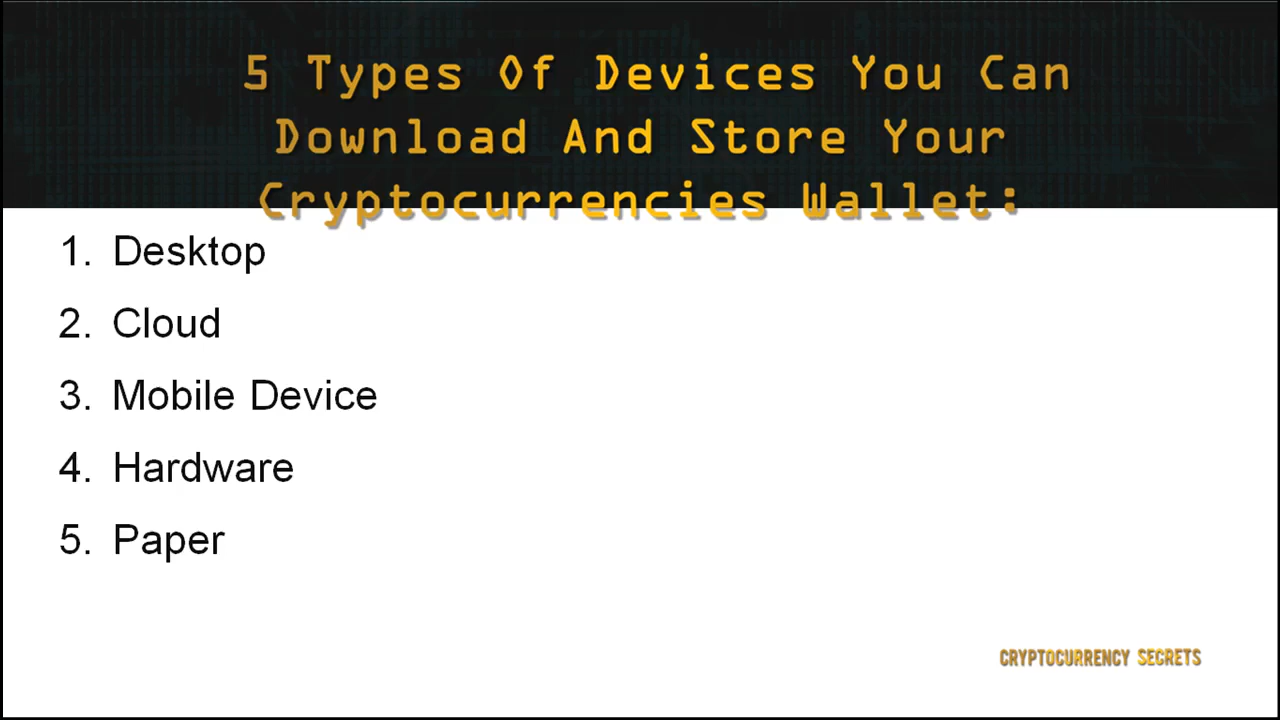 5 Types Of Devices You Can
Download And Store Your
Cryptocurrencies Wallet:
1. Desktop
2. Cloud
3. Mobile Device
4. Hardware
5. Paper
CRYPTOCURRENCY SECRETS